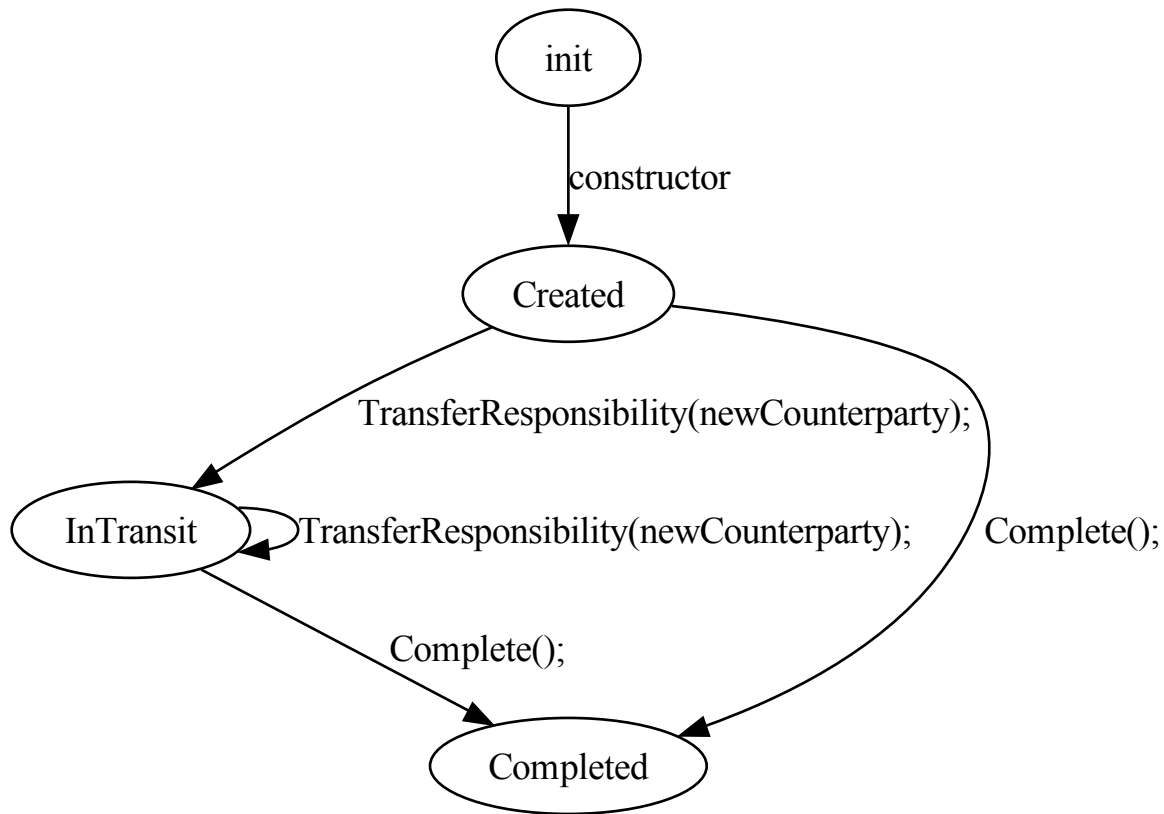 init
constructor
Created
TransferResponsibility(newCounterparty);
InTransit
TransferResponsibility(newCounterparty);
Complete();
Complete();
Completed